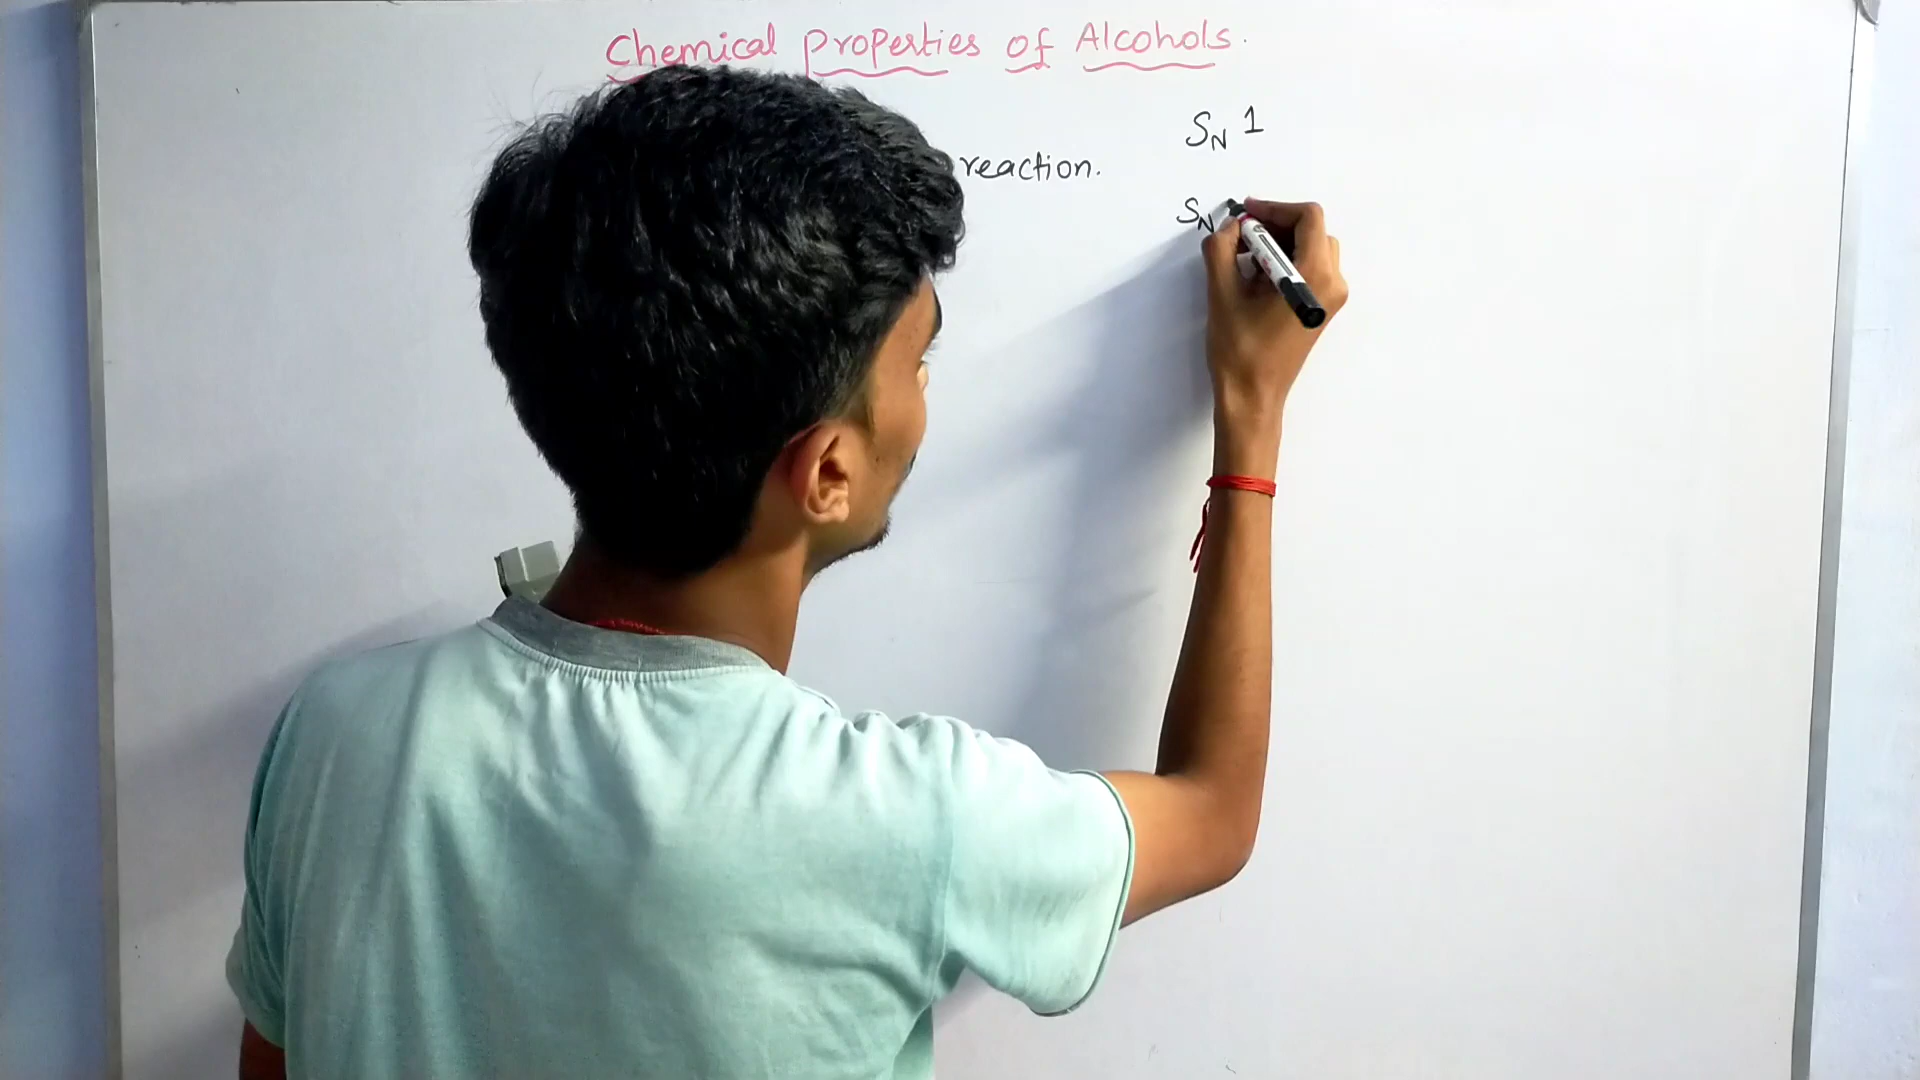 Chemical Properties of Alcohols.
SN 1
reaction.
SN